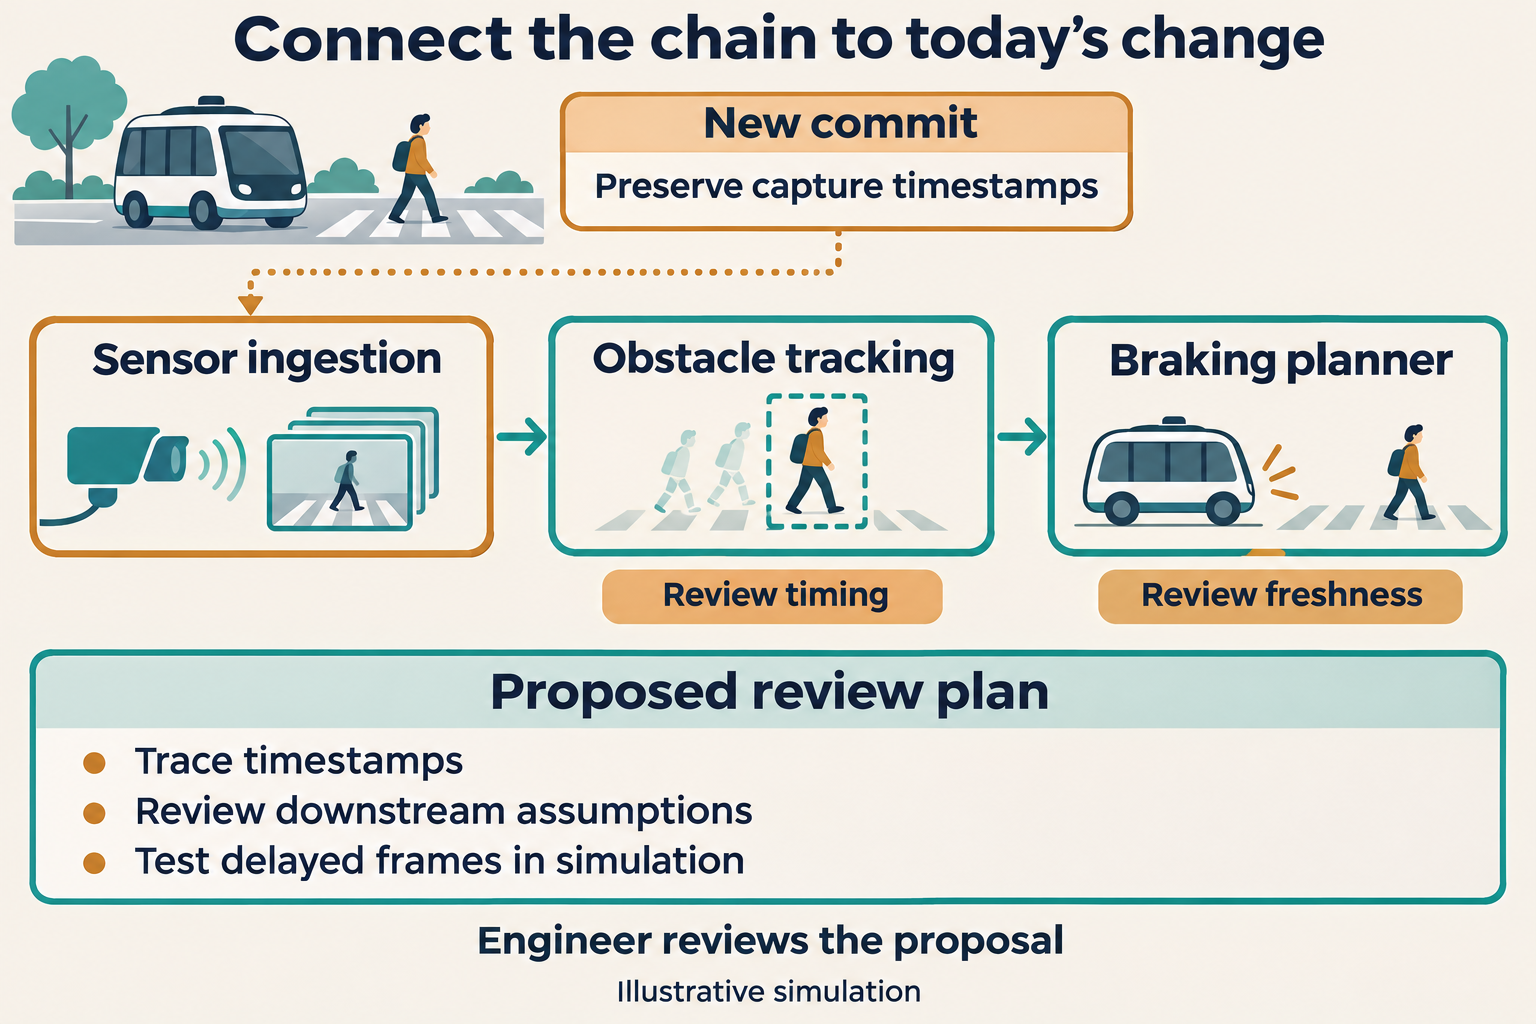 Connect the chain to today's change
New commit
Preserve capture timestamps
Sensor ingestion
Obstacle tracking
Braking planner
Review timing
Review freshness
Proposed review plan
Trace timestamps
Review downstream assumptions
Test delayed frames in simulation
Engineer reviews the proposal
Illustrative simulation